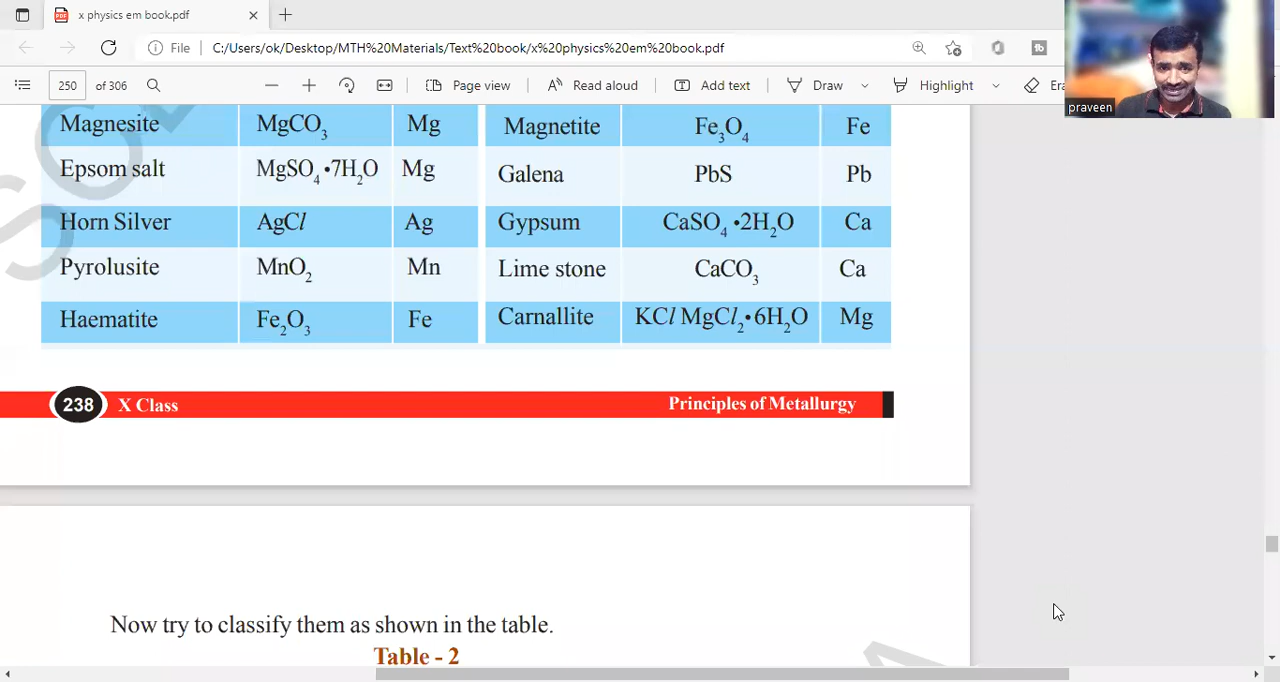 x physics em book.pdf
File
C:/Users/ok/Desktop/MTH%20Materials/Text%20book/x%20physics%20em%20book.pdf
250 of 306
Page view
Read aloud
Add text
Draw
Highlight
praveen
Magnesite MgCO₃ Mg Magnetite Fe₃O₄ Fe
Epsom salt MgSO₄•7H₂O Mg Galena PbS Pb
Horn Silver AgCl Ag Gypsum CaSO₄•2H₂O Ca
Pyrolusite MnO₂ Mn Lime stone CaCO₃ Ca
Haematite Fe₂O₃ Fe Carnallite KCl MgCl₂•6H₂O Mg
238 X Class Principles of Metallurgy
Now try to classify them as shown in the table.
Table - 2